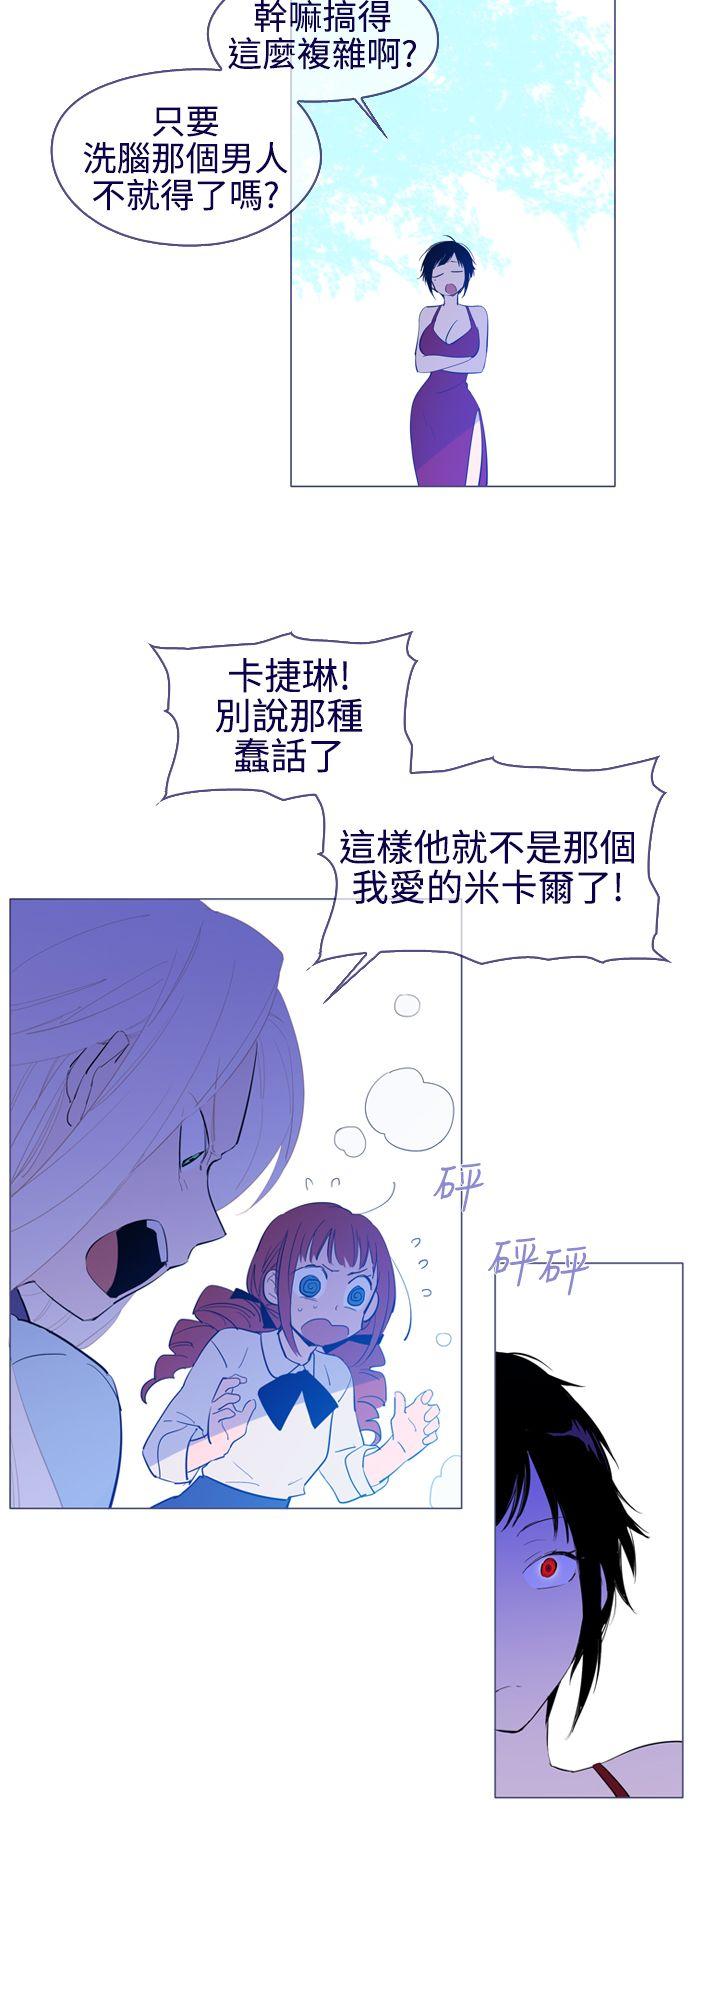 幹嘛搞得
這麼複雜啊?
只要
洗腦那個男人
不就得了嗎?
卡捷琳!
別說那種
蠢話了
這樣他就不是那個
我愛的米卡爾了!
砰
砰砰